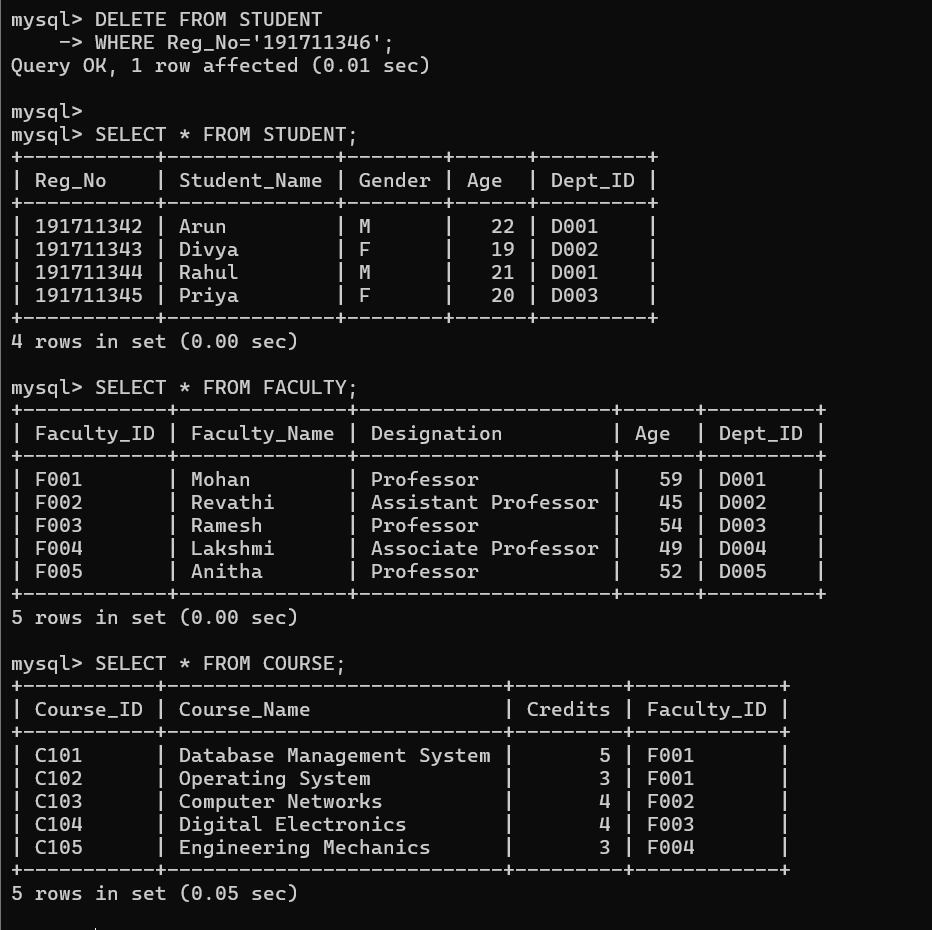 mysql> DELETE FROM STUDENT
    -> WHERE Reg_No='191711346';
Query OK, 1 row affected (0.01 sec)

mysql>
mysql> SELECT * FROM STUDENT;
+-----------+--------------+--------+------+---------+
| Reg_No    | Student_Name | Gender | Age  | Dept_ID |
+-----------+--------------+--------+------+---------+
| 191711342 | Arun         | M      |   22 | D001    |
| 191711343 | Divya        | F      |   19 | D002    |
| 191711344 | Rahul        | M      |   21 | D001    |
| 191711345 | Priya        | F      |   20 | D003    |
+-----------+--------------+--------+------+---------+
4 rows in set (0.00 sec)

mysql> SELECT * FROM FACULTY;
+------------+--------------+---------------------+------+---------+
| Faculty_ID | Faculty_Name | Designation         | Age  | Dept_ID |
+------------+--------------+---------------------+------+---------+
| F001       | Mohan        | Professor           |   59 | D001    |
| F002       | Revathi      | Assistant Professor |   45 | D002    |
| F003       | Ramesh       | Professor           |   54 | D003    |
| F004       | Lakshmi      | Associate Professor |   49 | D004    |
| F005       | Anitha       | Professor           |   52 | D005    |
+------------+--------------+---------------------+------+---------+
5 rows in set (0.00 sec)

mysql> SELECT * FROM COURSE;
+-----------+----------------------------+---------+------------+
| Course_ID | Course_Name                | Credits | Faculty_ID |
+-----------+----------------------------+---------+------------+
| C101      | Database Management System |       5 | F001       |
| C102      | Operating System           |       3 | F001       |
| C103      | Computer Networks          |       4 | F002       |
| C104      | Digital Electronics        |       4 | F003       |
| C105      | Engineering Mechanics      |       3 | F004       |
+-----------+----------------------------+---------+------------+
5 rows in set (0.05 sec)